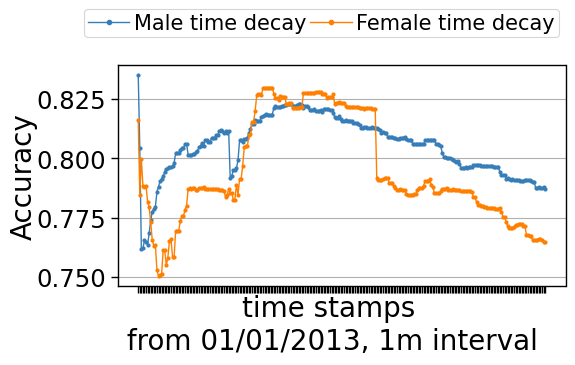 Male time decay Female time decay
Accuracy
0.825
0.800
0.775
0.750
time stamps
from 01/01/2013, 1m interval